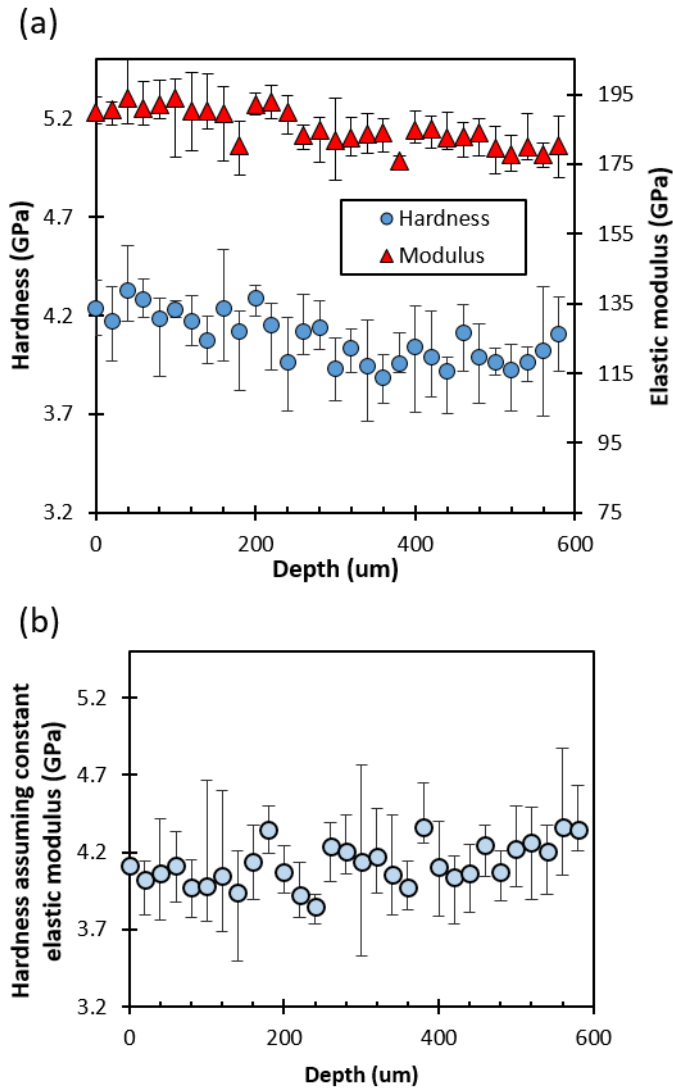 (a)
Hardness (GPa)
5.2
4.7
4.2
3.7
3.2
Hardness
Modulus
195
175
155
135
115
95
75
Elastic modulus (GPa)
0 200 400 600
Depth (um)
(b)
Hardness assuming constant
elastic modulus (GPa)
5.2
4.7
4.2
3.7
3.2
0 200 400 600
Depth (um)